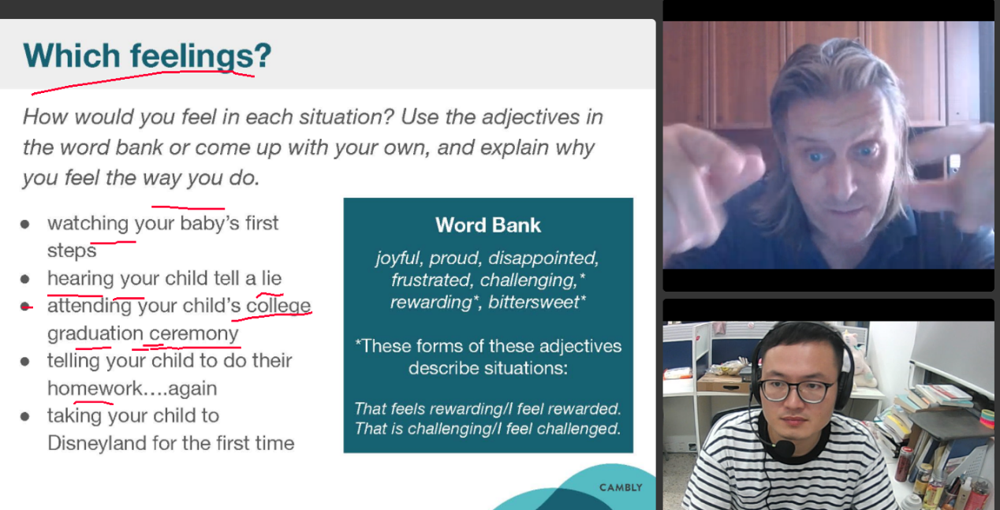 Which feelings?
How would you feel in each situation? Use the adjectives in
the word bank or come up with your own, and explain why
you feel the way you do.
● watching your baby's first
steps
● hearing your child tell a lie
● attending your child's college
graduation ceremony
● telling your child to do their
homework....again
● taking your child to
Disneyland for the first time
Word Bank
joyful, proud, disappointed,
frustrated, challenging,*
rewarding*, bittersweet*
*These forms of these adjectives
describe situations:
That feels rewarding/I feel rewarded.
That is challenging/I feel challenged.
CAMBLY